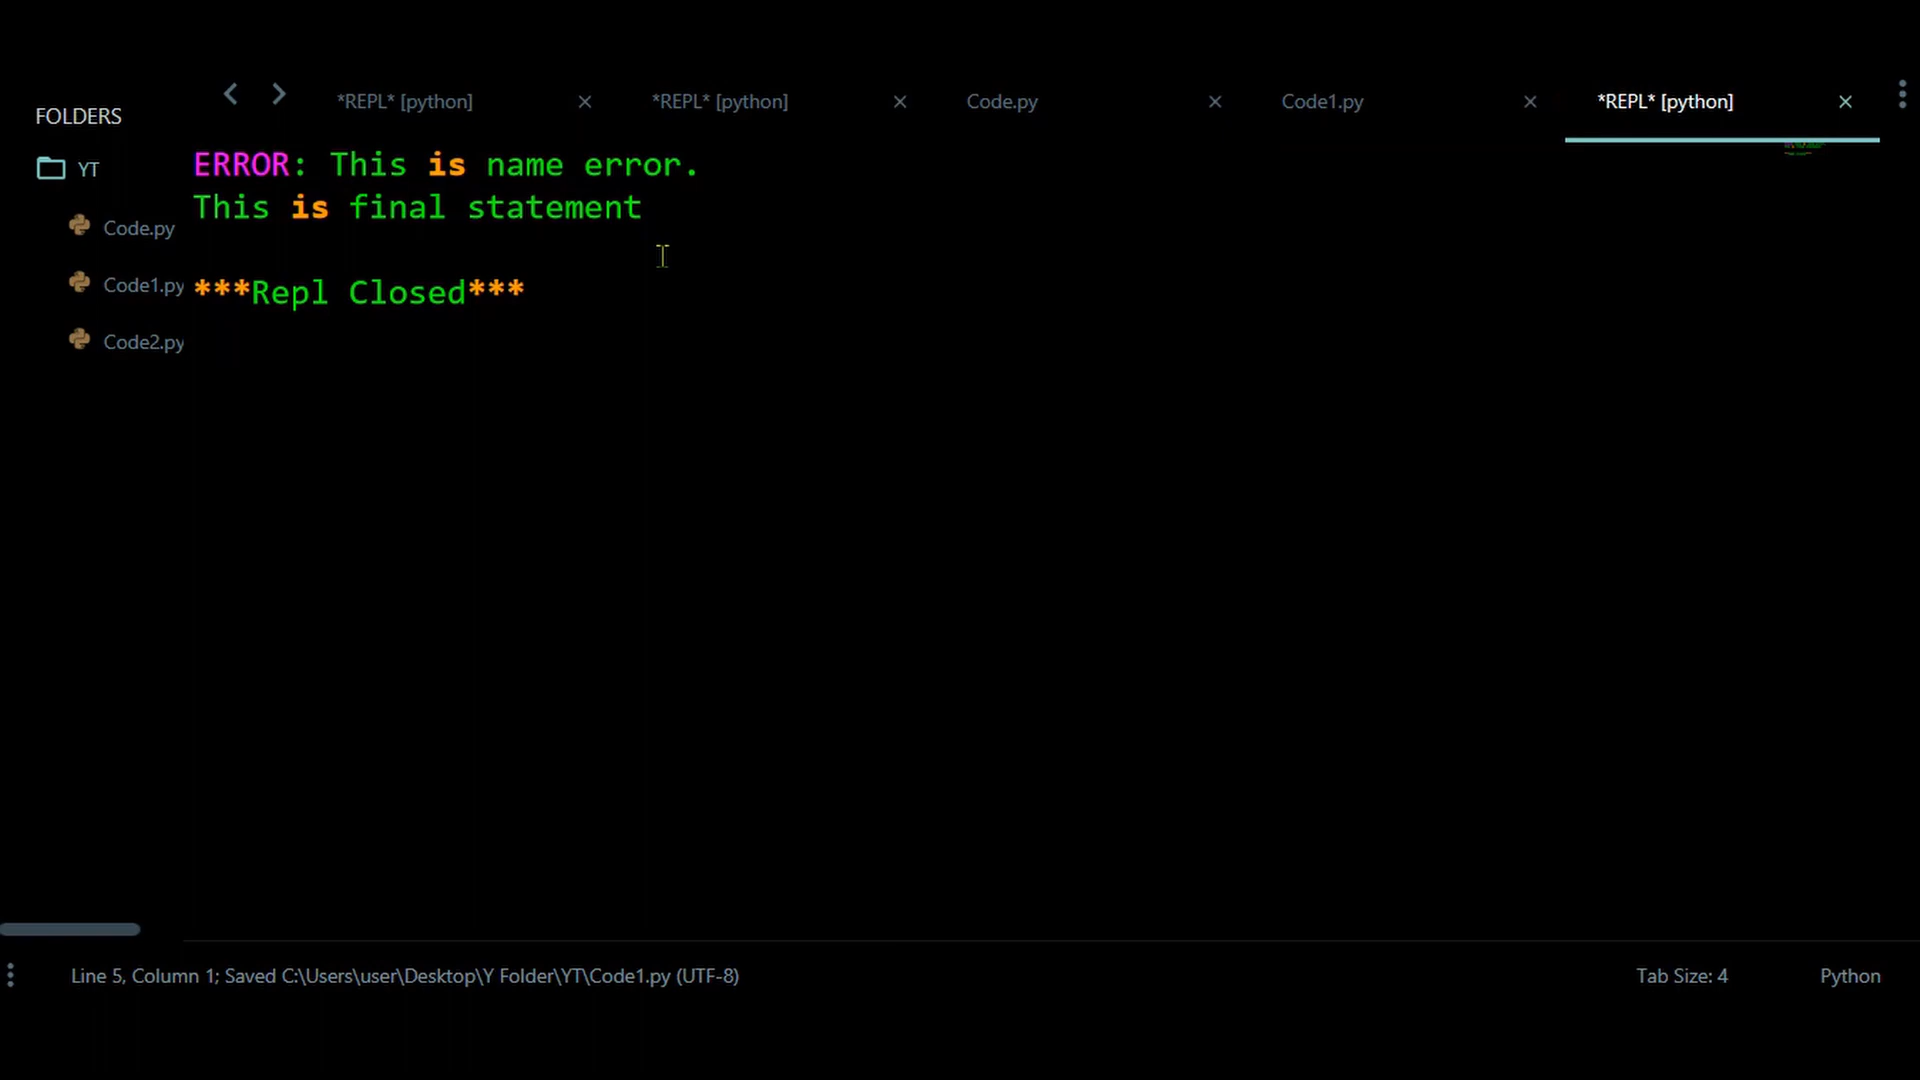 *REPL* [python] × *REPL* [python] × Code.py × Code1.py × *REPL* [python] ×
FOLDERS
YT
Code.py
Code1.py
Code2.py
ERROR: This is name error.
This is final statement
***Repl Closed***
Line 5, Column 1; Saved C:\Users\user\Desktop\Y Folder\YT\Code1.py (UTF-8)
Tab Size: 4
Python